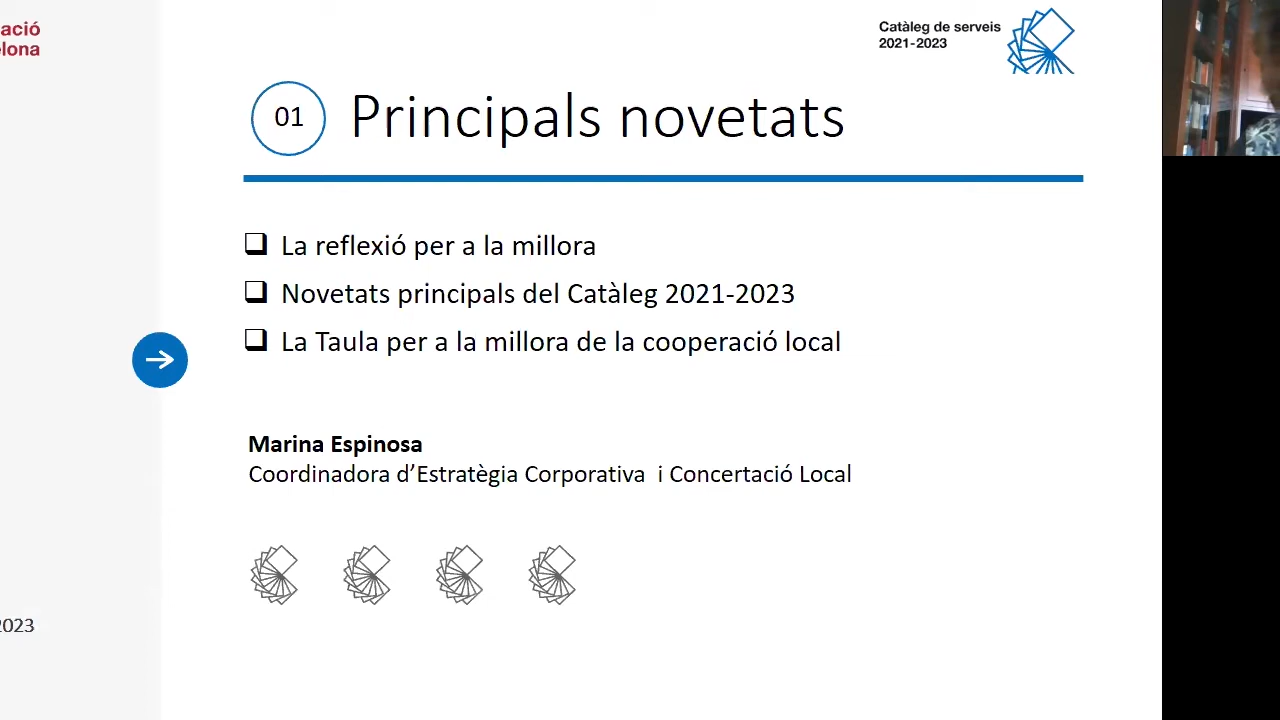 ació
elona
Catàleg de serveis
2021-2023
01
Principals novetats
La reflexió per a la millora
Novetats principals del Catàleg 2021-2023
La Taula per a la millora de la cooperació local
Marina Espinosa
Coordinadora d’Estratègia Corporativa i Concertació Local
2023